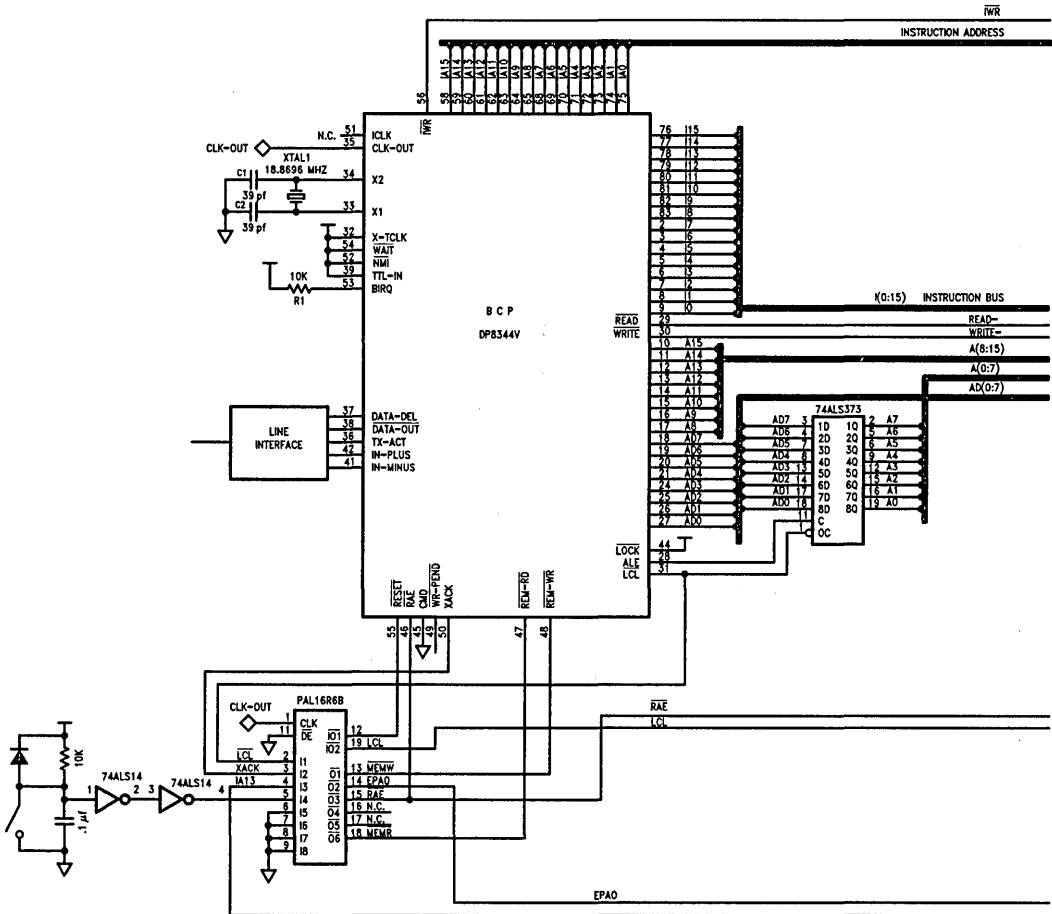 IWR
INSTRUCTION ADDRESS
IA15 IA14 IA13 IA12 IA11 IA10 IA9 IA8 IA7 IA6 IA5 IA4 IA3 IA2 IA1 IA0
56 58 59 60 61 62 63 64 65 68 69 70 71 72 73 74 75
IWR
N.C. 51 ICLK
CLK-OUT 35 CLK-OUT
XTAL1
18.8696 MHZ
C1 34 X2
39 pf
C2 33 X1
39 pf
32 X-TCLK
54 WAIT
52 NMI
39 TTL-IN
10K 53 BIRQ
R1
BCP
DP8344V
76 I15
77 I14
78 I13
79 I12
80 I11
81 I10
82 I9
83 I8
2 I7
3 I6
4 I5
5 I4
6 I3
7 I2
8 I1
9 I0
I(0:15) INSTRUCTION BUS
READ 29 READ-
WRITE 30 WRITE-
10 A15
11 A14
12 A13
13 A12
14 A11
15 A10
16 A9
17 A8
18 AD7
19 AD6
20 AD5
21 AD4
24 AD3
25 AD2
26 AD1
27 AD0
A(8:15)
A(0:7)
AD(0:7)
74ALS373
AD7 3 1D 1Q 2 A7
AD6 4 2D 2Q 5 A6
AD5 7 3D 3Q 6 A5
AD4 8 4D 4Q 9 A4
AD3 13 5D 5Q 12 A3
AD2 14 6D 6Q 15 A2
AD1 17 7D 7Q 16 A1
AD0 18 8D 8Q 19 A0
11 C
1 OC
LINE
INTERFACE
37 DATA-DEL
38 DATA-OUT
36 TX-ACT
42 IN-PLUS
41 IN-MINUS
LOCK 44
ALE 28
LCL 31
RESET RAE CMD WR-PEND XACK REM-RD REM-WR
55 46 45 49 50 47 48
PAL16R6B
CLK-OUT 1 CLK
11 OE
IO1 12
IO2 19 LCL
LCL 2 I1
XACK 3 I2
IA13 4 I3
5 I4
6 I5
7 I6
8 I7
9 I8
O1 13 MEMW
O2 14 EPAO
O3 15 RAE
O4 16 N.C.
O5 17 N.C.
O6 18 MEMR
RAE
LCL
10K
74ALS14 74ALS14
1 2 3 4
.1 µf
EPAO